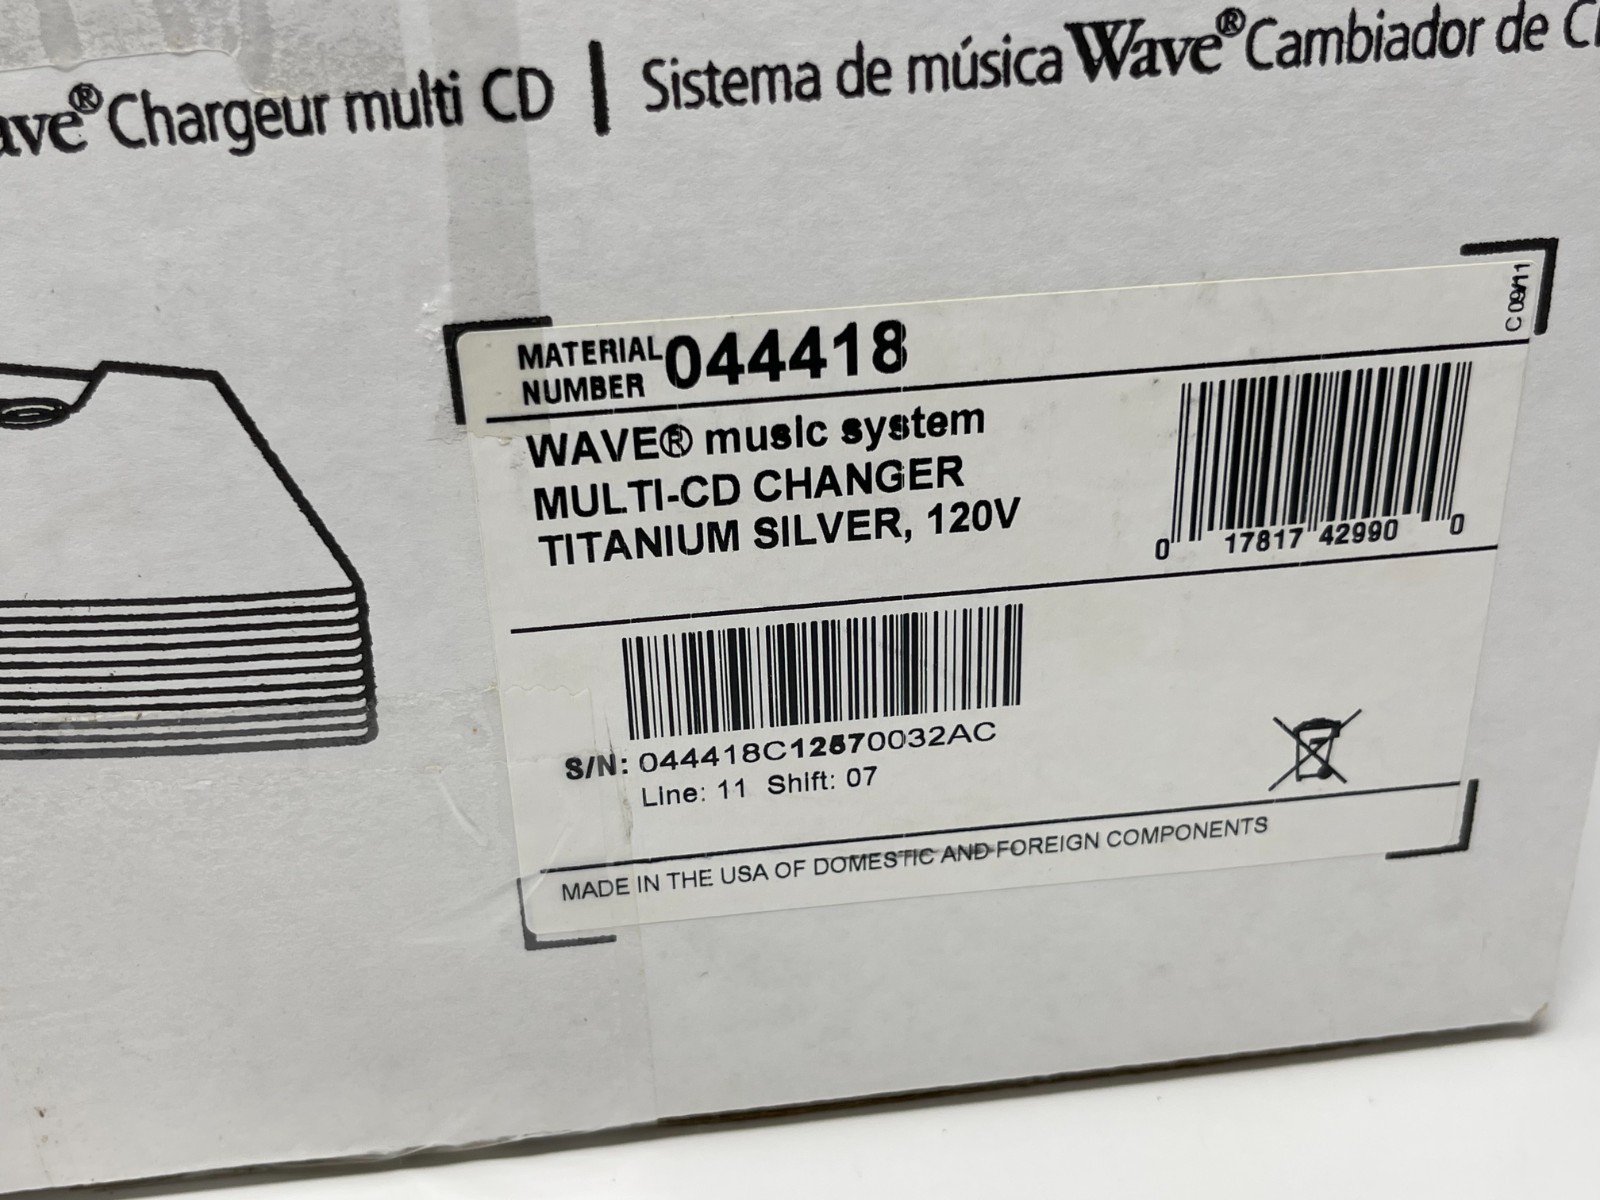 ave® Chargeur multi CD | Sistema de música Wave® Cambiador de C
C 09/11
MATERIAL NUMBER 044418
WAVE® music system
MULTI-CD CHANGER
TITANIUM SILVER, 120V
0 17817 42990 0
S/N: 044418C12670032AC
Line: 11 Shift: 07
MADE IN THE USA OF DOMESTIC AND FOREIGN COMPONENTS